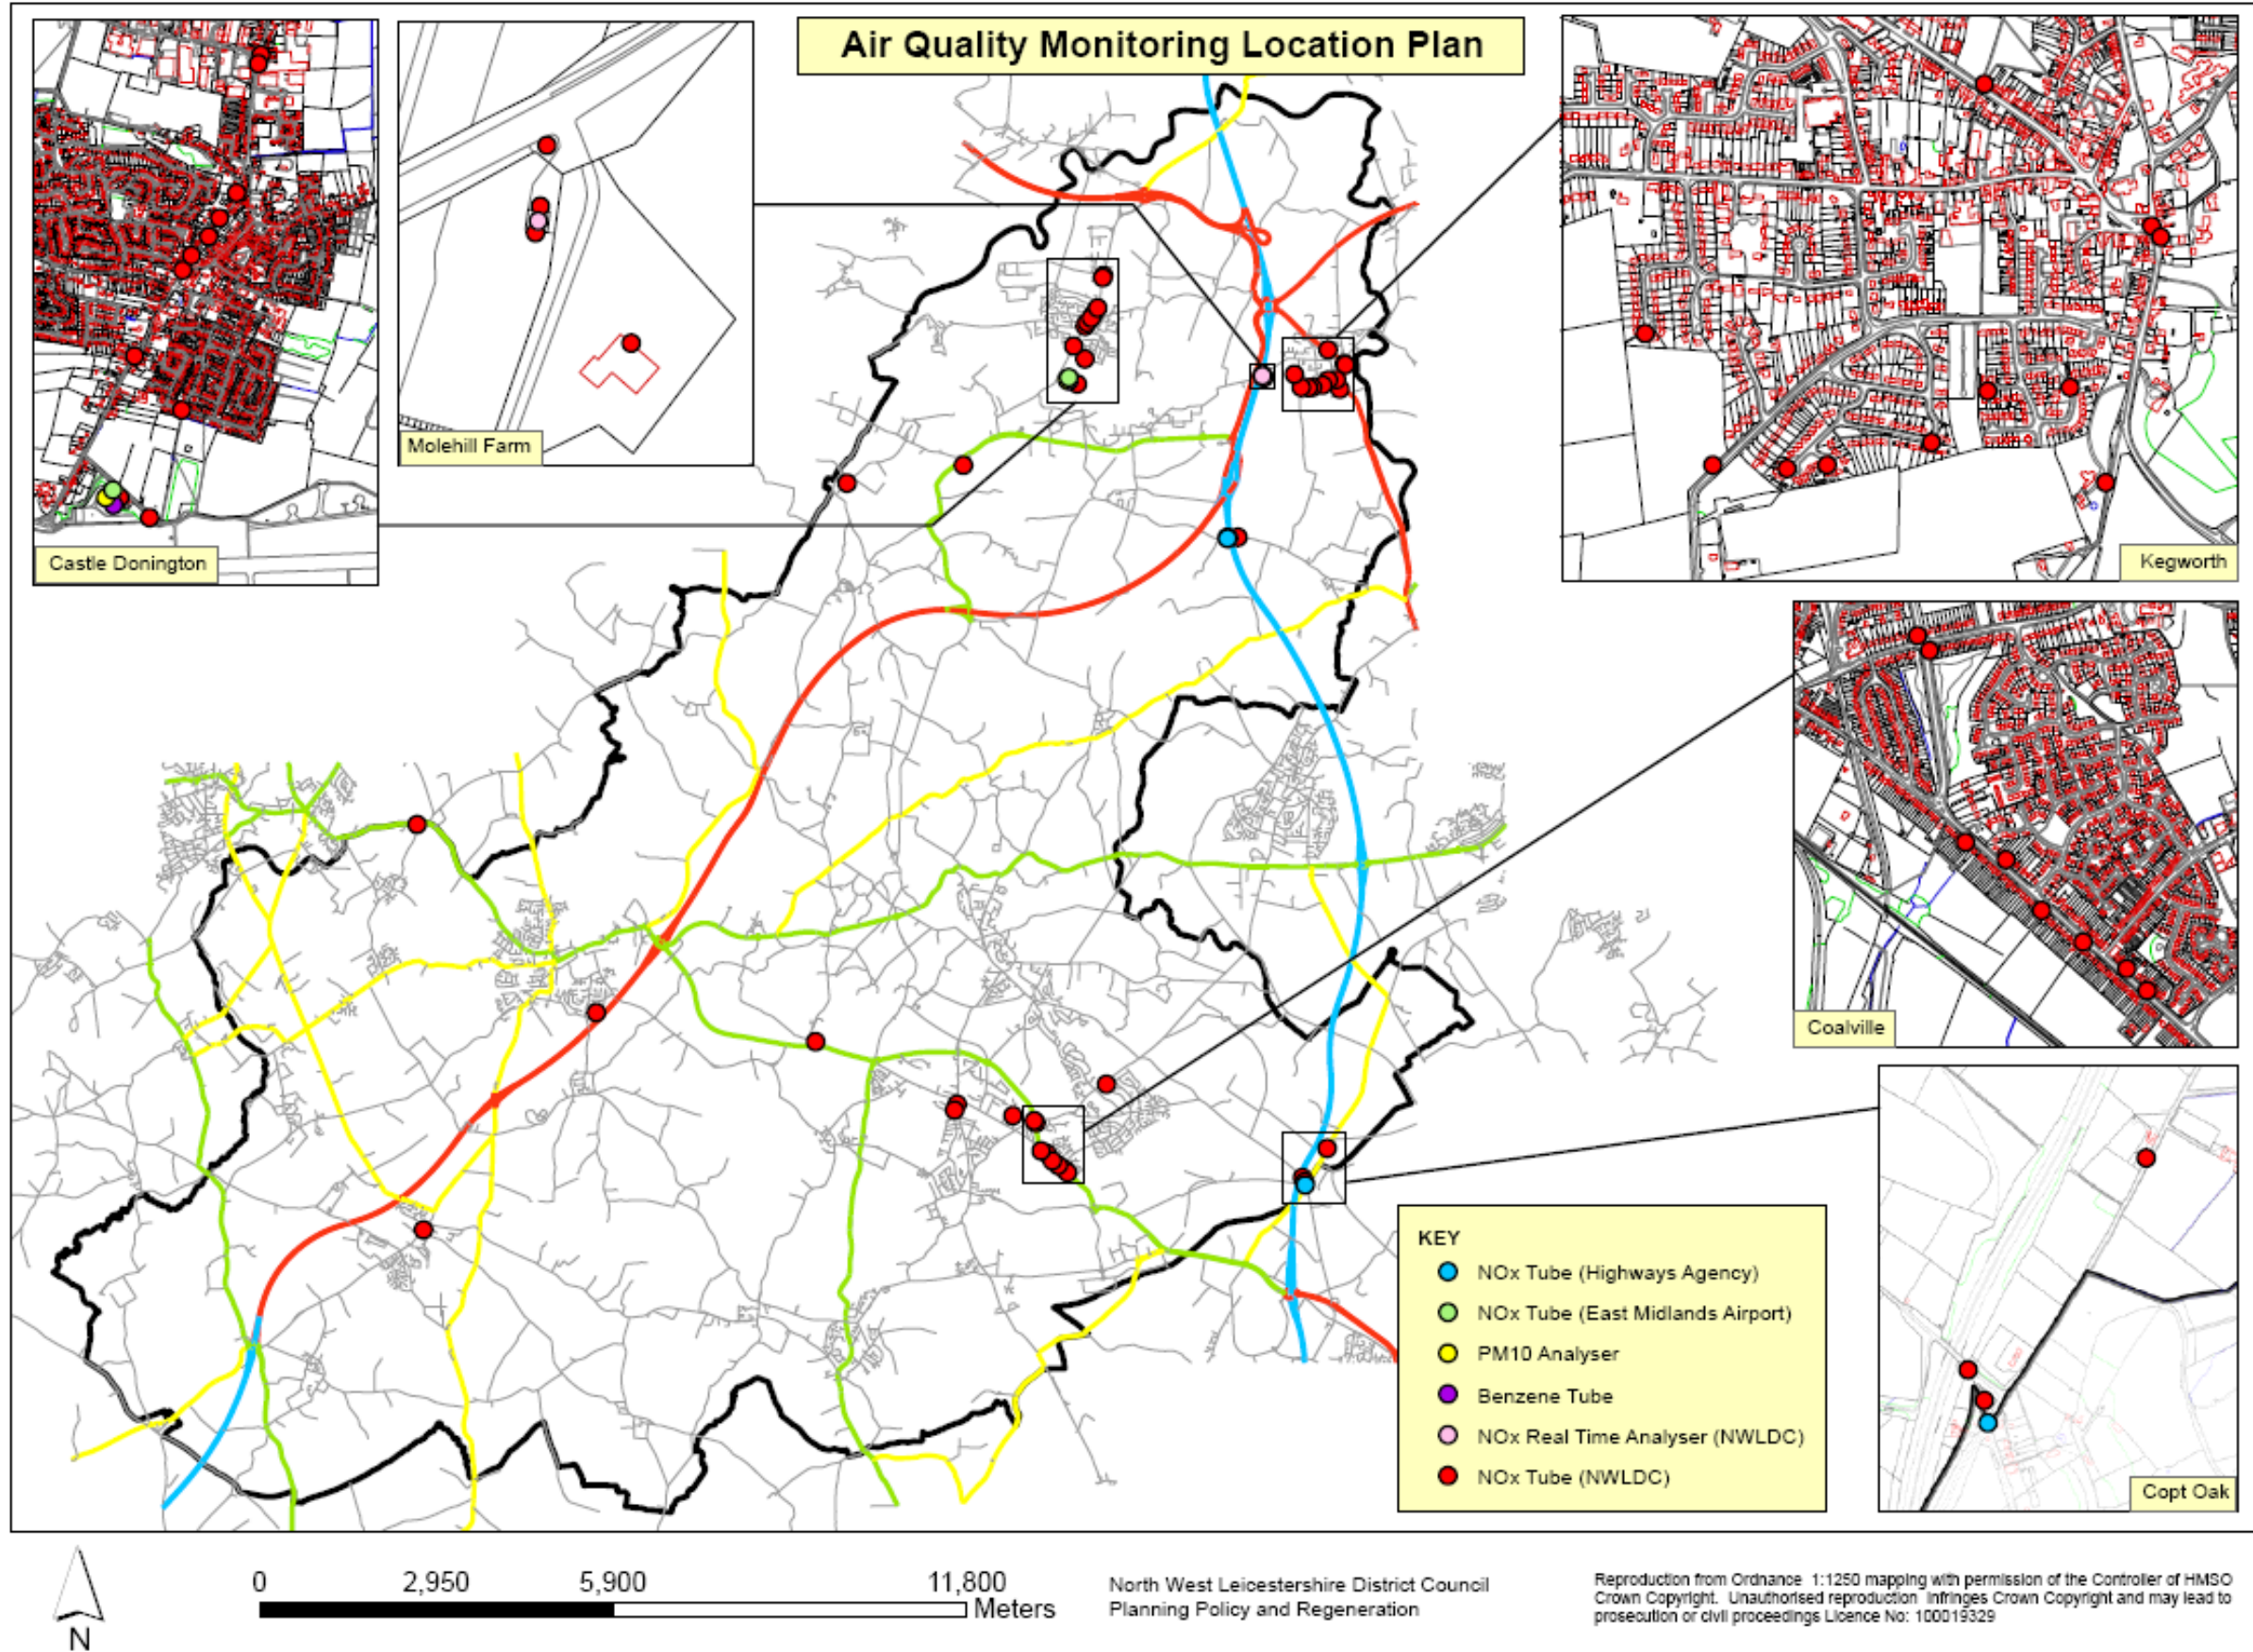 Air Quality Monitoring Location Plan
Castle Donington
Molehill Farm
Kegworth
Coalville
Copt Oak
KEY
NOx Tube (Highways Agency)
NOx Tube (East Midlands Airport)
PM10 Analyser
Benzene Tube
NOx Real Time Analyser (NWLDC)
NOx Tube (NWLDC)
N
0 2,950 5,900 11,800
Meters
North West Leicestershire District Council
Planning Policy and Regeneration
Reproduction from Ordnance 1:1250 mapping with permission of the Controller of HMSO
Crown Copyright. Unauthorised reproduction infringes Crown Copyright and may lead to
prosecution or civil proceedings Licence No: 100019329